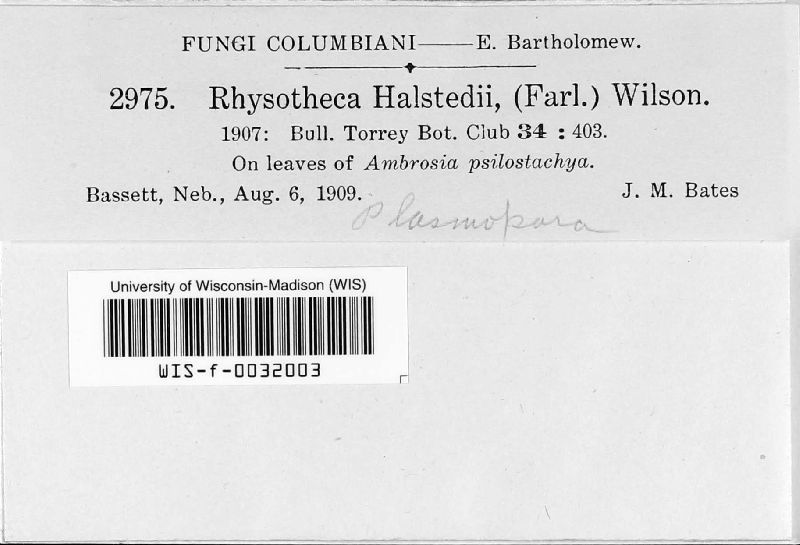 FUNGI COLUMBIANI——E. Bartholomew.
2975. Rhysotheca Halstedii, (Farl.) Wilson.
1907: Bull. Torrey Bot. Club 34 : 403.
On leaves of Ambrosia psilostachya.
Bassett, Neb., Aug. 6, 1909. J. M. Bates
Plasmopara
University of Wisconsin-Madison (WIS)
WIS-f-0032003